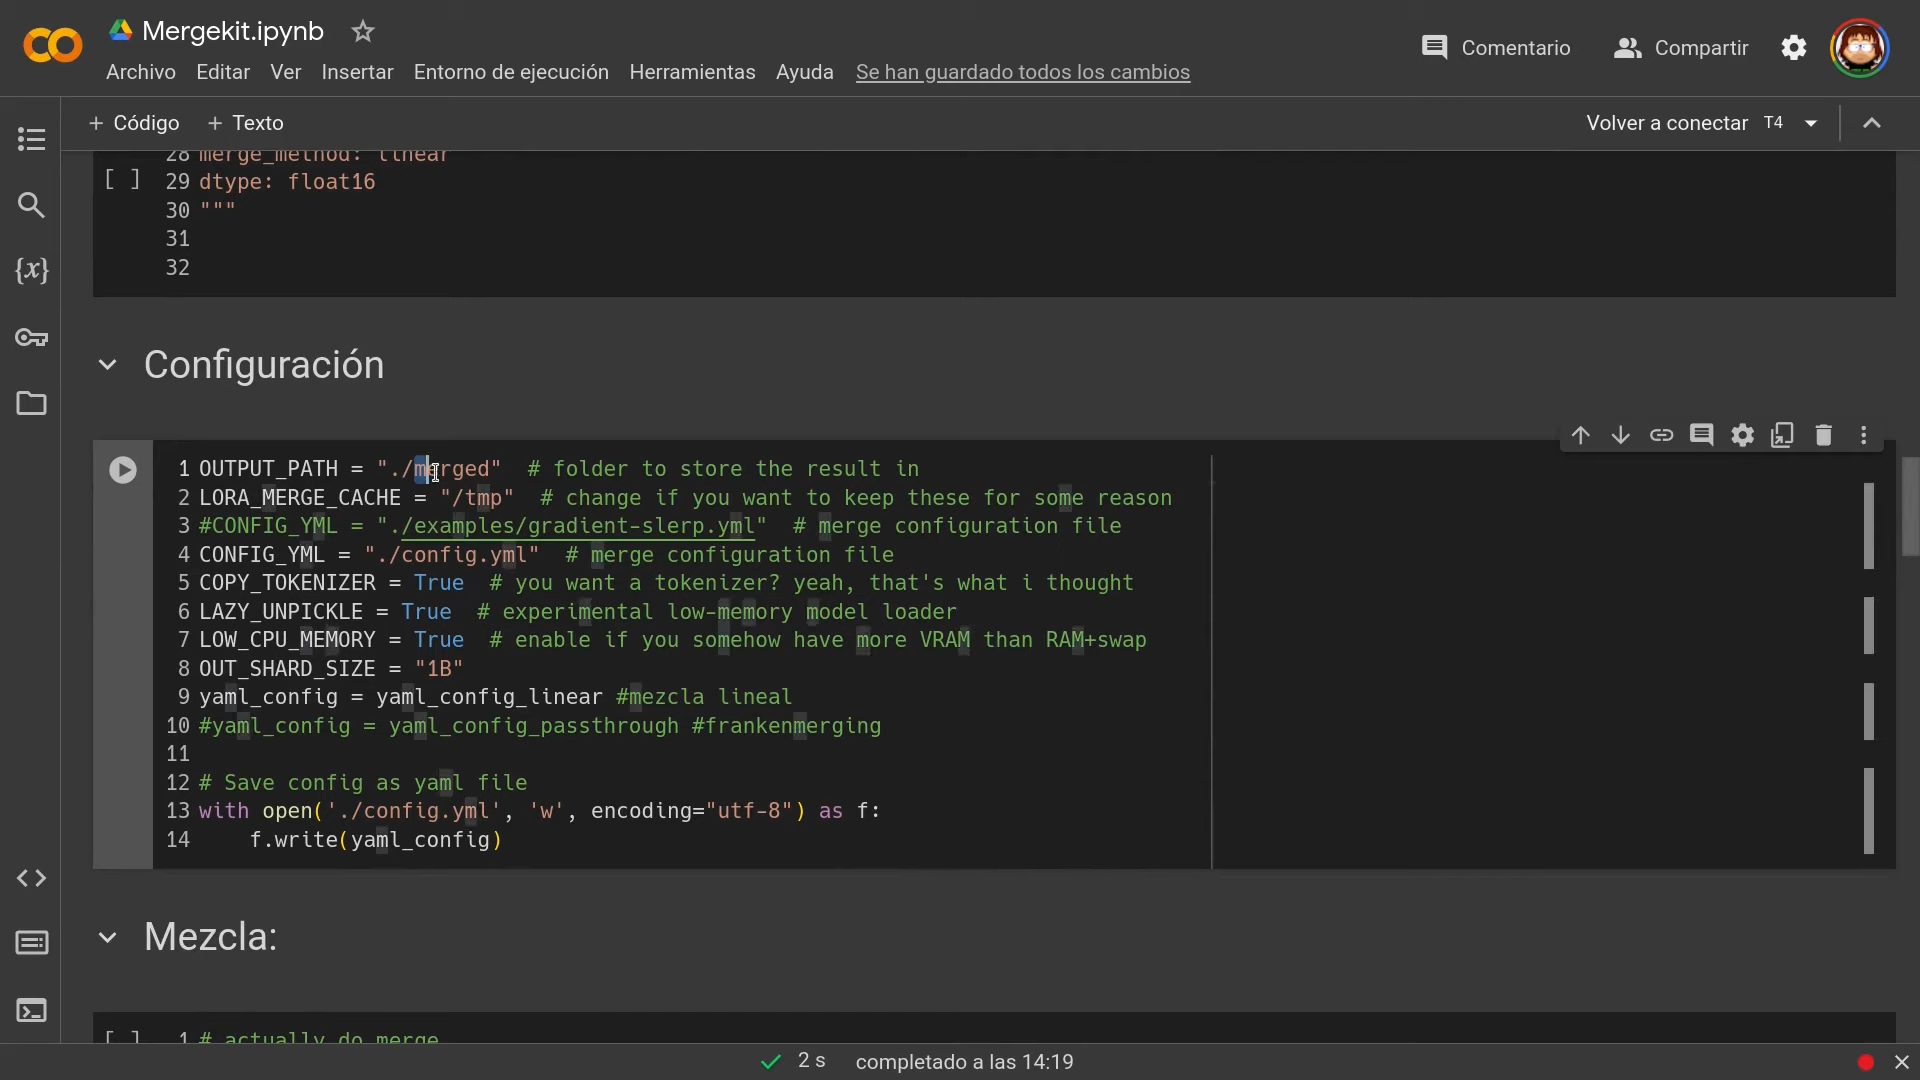 Mergekit.ipynb
Comentario
Compartir
Archivo Editar Ver Insertar Entorno de ejecución Herramientas Ayuda Se han guardado todos los cambios
+ Código + Texto
Volver a conectar T4
28 merge_method: linear
[ ] 29 dtype: float16
30 """
31
32
Configuración
1 OUTPUT_PATH = "./merged"  # folder to store the result in
2 LORA_MERGE_CACHE = "/tmp"  # change if you want to keep these for some reason
3 #CONFIG_YML = "./examples/gradient-slerp.yml"  # merge configuration file
4 CONFIG_YML = "./config.yml"  # merge configuration file
5 COPY_TOKENIZER = True  # you want a tokenizer? yeah, that's what i thought
6 LAZY_UNPICKLE = True  # experimental low-memory model loader
7 LOW_CPU_MEMORY = True  # enable if you somehow have more VRAM than RAM+swap
8 OUT_SHARD_SIZE = "1B"
9 yaml_config = yaml_config_linear #mezcla lineal
10 #yaml_config = yaml_config_passthrough #frankenmerging
11
12 # Save config as yaml file
13 with open('./config.yml', 'w', encoding="utf-8") as f:
14     f.write(yaml_config)
Mezcla:
[ ] 1 # actually do merge
2 s completado a las 14:19